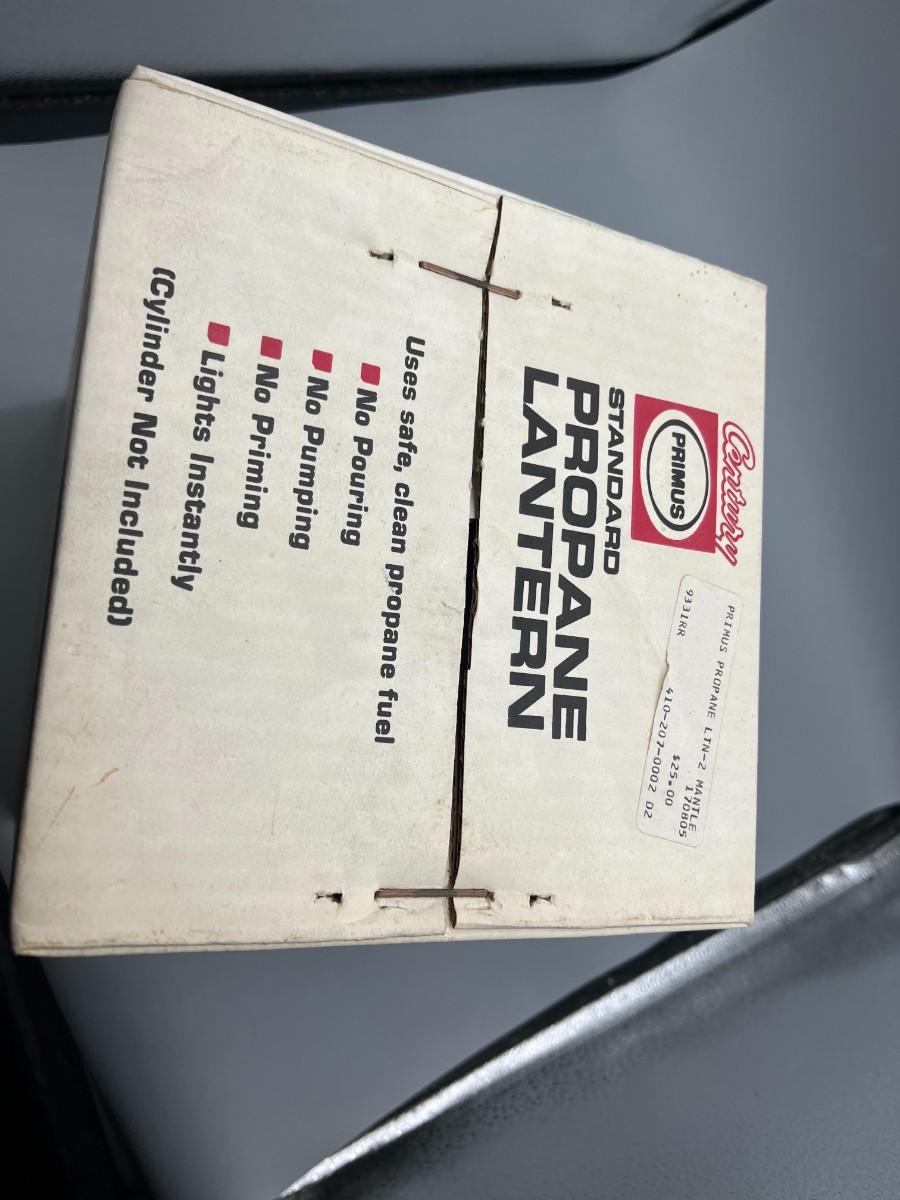 Century
PRIMUS
PRIMUS PROPANE LTN-2 MANTLE
170805
9331RR
$25.00
410-207-0002 02
STANDARD
PROPANE
LANTERN
Uses safe, clean propane fuel
No Pouring
No Pumping
No Priming
Lights Instantly
(Cylinder Not Included)